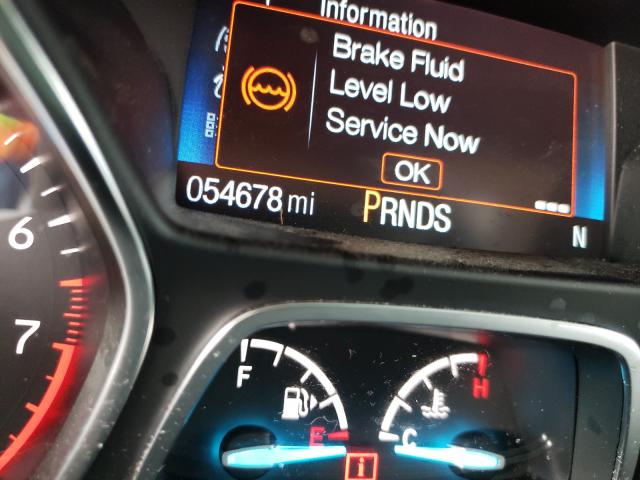 Information
Brake Fluid
Level Low
Service Now
OK
054678 mi PRNDS N
6
7
F H
E C
i